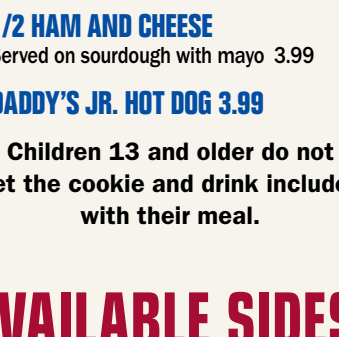 /2 HAM AND CHEESE
Served on sourdough with mayo 3.99
DADDY'S JR. HOT DOG 3.99
Children 13 and older do not
et the cookie and drink include
with their meal.
VAILABLE SIDES